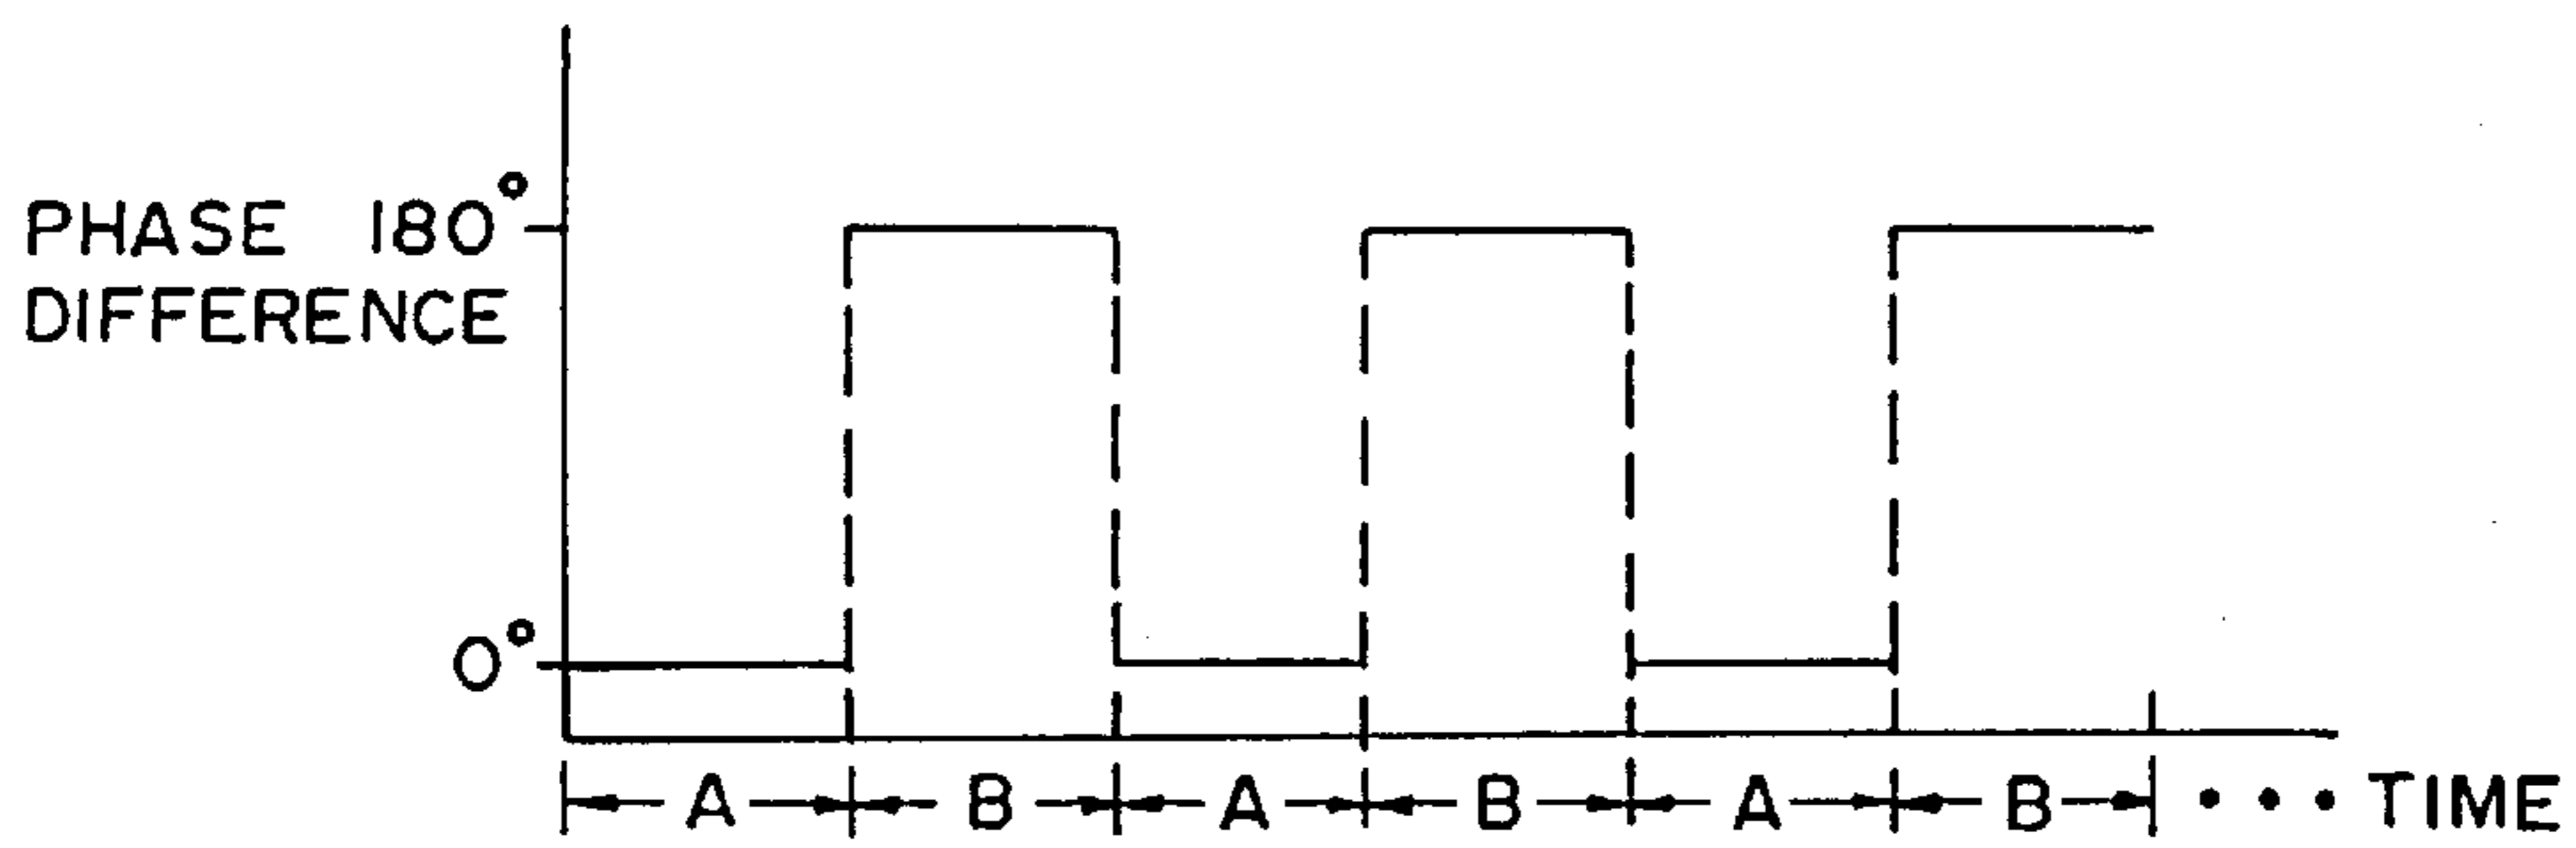 PHASE 180°
DIFFERENCE
0°
A B A B A B • • • TIME